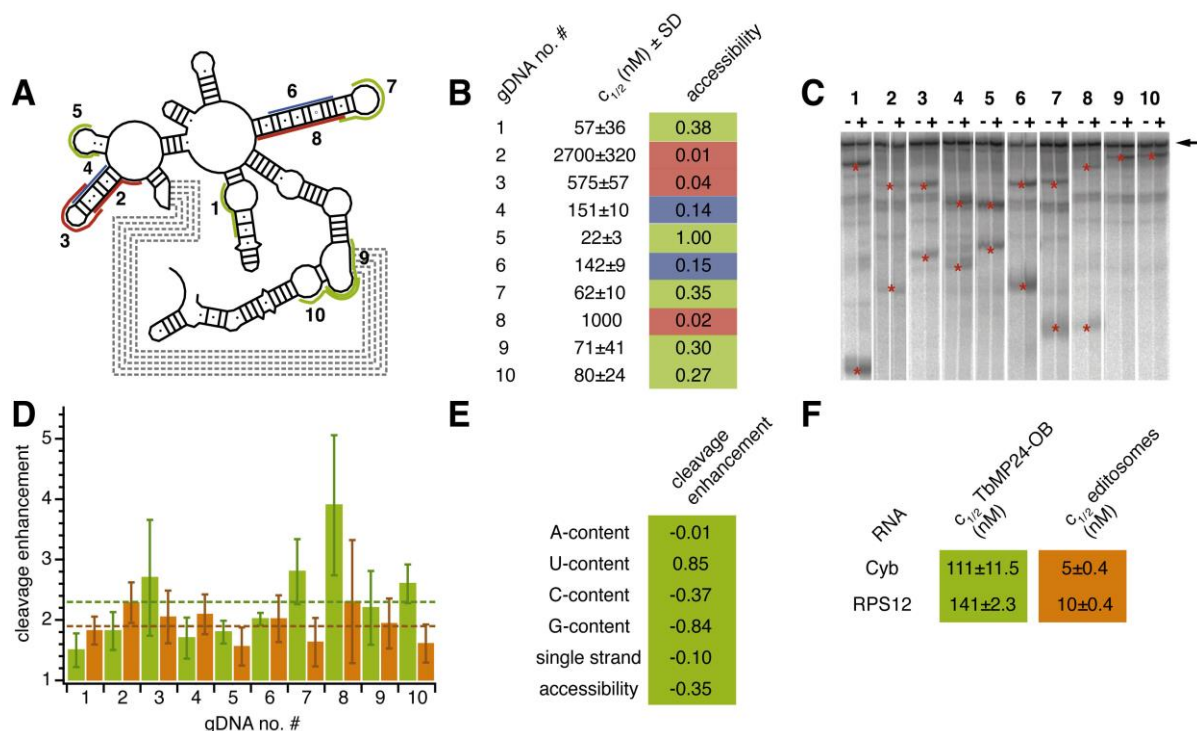 A
5
4
3
2
6
7
8
1
9
10
B
gDNA no. #
C1/2 (nM) ± SD
accessibility
1 57±36 0.38
2 2700±320 0.01
3 575±57 0.04
4 151±10 0.14
5 22±3 1.00
6 142±9 0.15
7 62±10 0.35
8 1000 0.02
9 71±41 0.30
10 80±24 0.27
C
1 2 3 4 5 6 7 8 9 10
-+ -+ -+ -+ -+ -+ -+ -+ -+ -+
* * * * * * * * * *
* * * * * * * *
D
cleavage enhancement
5
4
3
2
1
1 2 3 4 5 6 7 8 9 10
gDNA no. #
E
cleavage
enhancement
A-content -0.01
U-content 0.85
C-content -0.37
G-content -0.84
single strand -0.10
accessibility -0.35
F
RNA
C1/2 TbMP24-OB
(nM)
C1/2 editosomes
(nM)
Cyb 111±11.5 5±0.4
RPS12 141±2.3 10±0.4